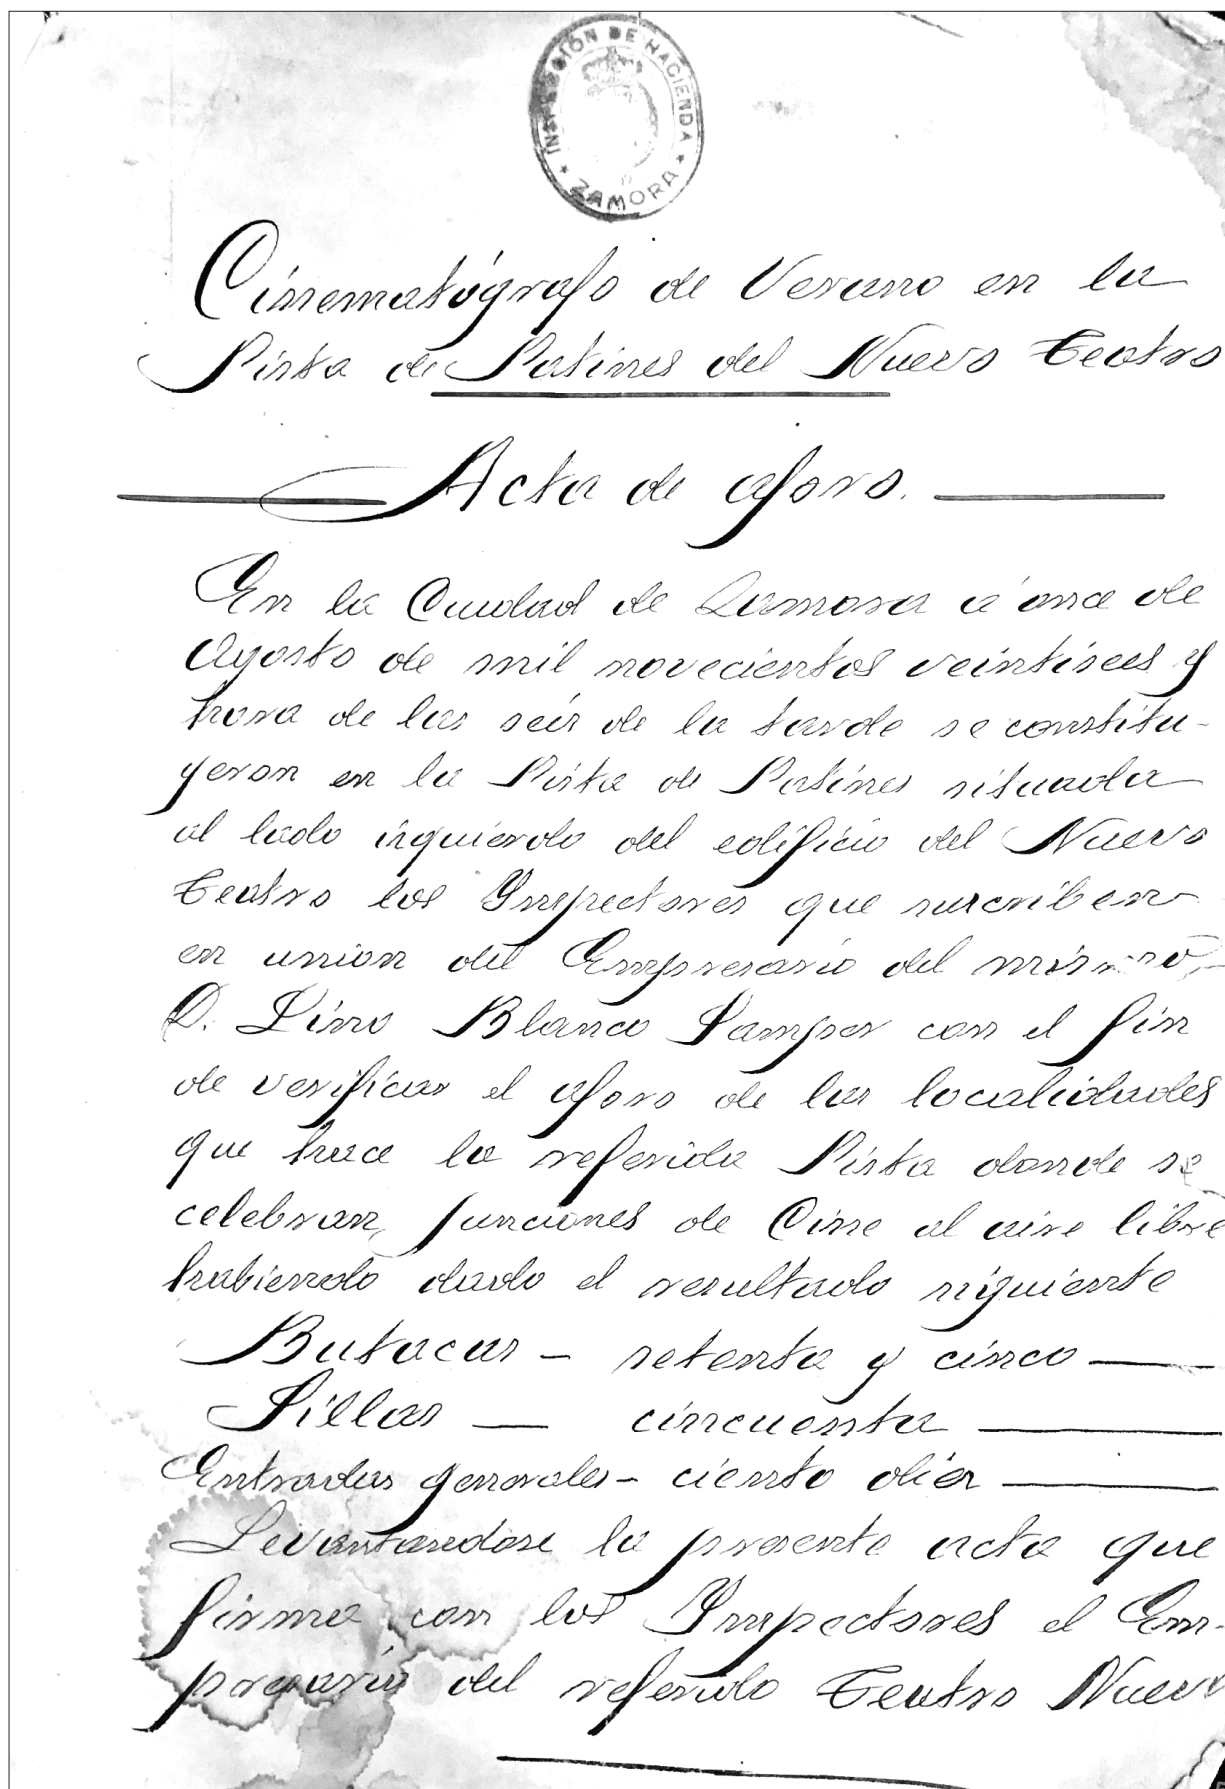 INSPECCIÓN DE HACIENDA
* ZAMORA *
Cinematógrafo de Verano en la
Pista de Patines del Nuevo Teatro
Acta de aforo.
En la Ciudad de Zamora á once de
Agosto de mil novecientos veintiseis y
hora de las seis de la tarde se constitu-
yeron en la Pista de Patines situada
al lado izquierdo del edificio del Nuevo
Teatro los Inspectores que suscriben
en union del Empresario del mismo,
D. Lino Blanco Samper con el fin
de verificar el aforo de las localidades
que hace la referida Pista donde se
celebran funciones de Cine al aire libre
habiendo dado el resultado siguiente
Butacas - setenta y cinco
Sillas — cincuenta
Entradas generales - ciento diez
Levantandose la presente acta que
firma con los Inspectores el Em-
presario del referido Teatro Nuevo